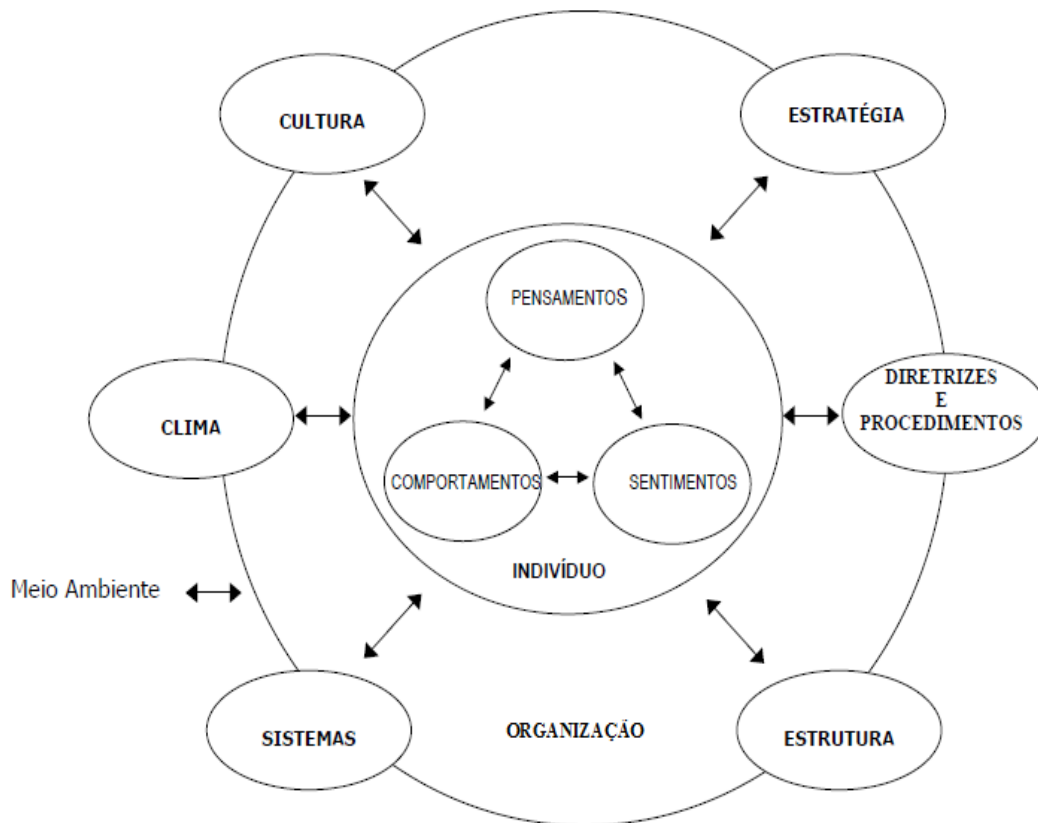 CULTURA
ESTRATÉGIA
PENSAMENTOS
DIRETRIZES
E
PROCEDIMENTOS
CLIMA
COMPORTAMENTOS
SENTIMENTOS
INDIVÍDUO
Meio Ambiente
SISTEMAS
ORGANIZAÇÃO
ESTRUTURA